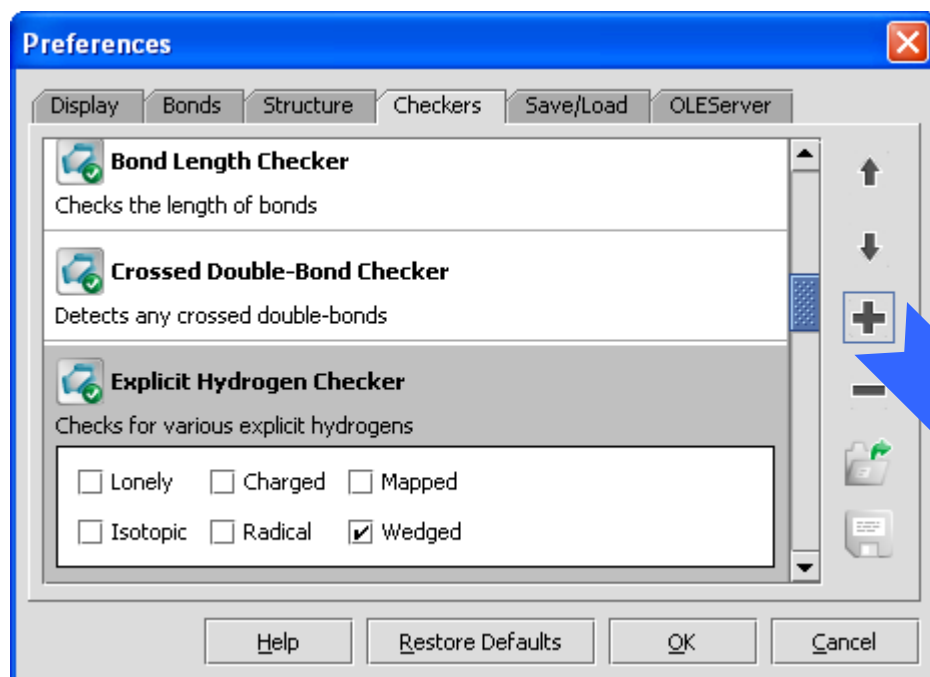 Preferences
Display Bonds Structure Checkers Save/Load OLEServer
Bond Length Checker
Checks the length of bonds
Crossed Double-Bond Checker
Detects any crossed double-bonds
Explicit Hydrogen Checker
Checks for various explicit hydrogens
Lonely Charged Mapped
Isotopic Radical Wedged
Help Restore Defaults OK Cancel